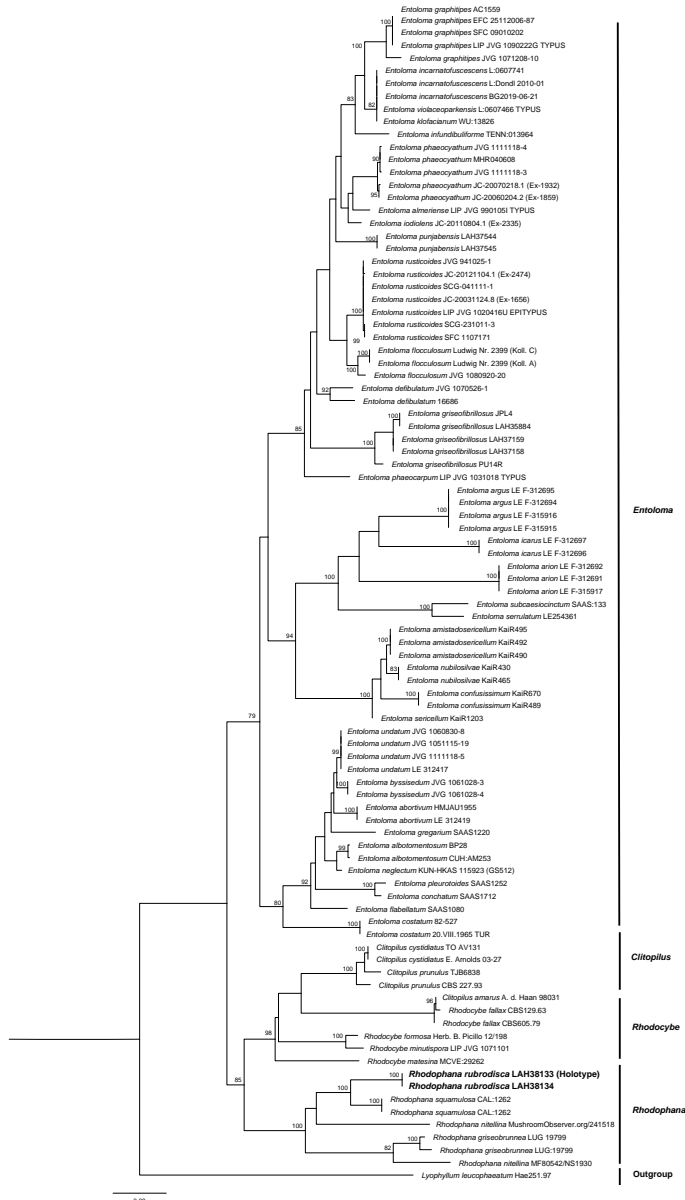 Entoloma graphitipes AC1559
Entoloma graphitipes EFC 25112006-87
100
Entoloma graphitipes SFC 09010202
100
Entoloma graphitipes LIP JVG 1090222G TYPUS
Entoloma graphitipes JVG 1071208-10
Entoloma incarnatofuscescens L:0607741
Entoloma incarnatofuscescens L:Dondl 2010-01
Entoloma incarnatofuscescens BG2019-06-21
83
82
Entoloma violaceoparkensis L:0607466 TYPUS
Entoloma klofacianum WU:13826
Entoloma infundibuliforme TENN:013964
Entoloma phaeocyathum JVG 1111118-4
90
Entoloma phaeocyathum MHR040608
Entoloma phaeocyathum JVG 1111118-3
Entoloma phaeocyathum JC-20070218.1 (Ex-1932)
95
Entoloma phaeocyathum JC-20060204.2 (Ex-1859)
Entoloma almeriense LIP JVG 990105I TYPUS
Entoloma iodiolens JC-20110804.1 (Ex-2335)
Entoloma punjabensis LAH37544
100
Entoloma punjabensis LAH37545
Entoloma rusticoides JVG 941025-1
Entoloma rusticoides JC-20121104.1 (Ex-2474)
Entoloma rusticoides SCG-041111-1
Entoloma rusticoides JC-20031124.8 (Ex-1656)
100
Entoloma rusticoides LIP JVG 1020416U EPITYPUS
Entoloma rusticoides SCG-231011-3
Entoloma rusticoides SFC 1107171
99
100
Entoloma flocculosum Ludwig Nr. 2399 (Koll. C)
Entoloma flocculosum Ludwig Nr. 2399 (Koll. A)
100
Entoloma flocculosum JVG 1080920-20
92
Entoloma defibulatum JVG 1070526-1
Entoloma defibulatum 16686
Entoloma griseofibrillosus JPL4
100
Entoloma griseofibrillosus LAH35884
85
Entoloma griseofibrillosus LAH37159
100
Entoloma griseofibrillosus LAH37158
Entoloma griseofibrillosus PU14R
Entoloma phaeocarpum LIP JVG 1031018 TYPUS
Entoloma argus LE F-312695
Entoloma argus LE F-312694
100
Entoloma
Entoloma argus LE F-315916
Entoloma argus LE F-315915
100
Entoloma icarus LE F-312697
Entoloma icarus LE F-312696
Entoloma arion LE F-312692
100
Entoloma arion LE F-312691
100
Entoloma arion LE F-315917
Entoloma subcaesiocinctum SAAS:133
100
Entoloma serrulatum LE254361
Entoloma amistadosericellum KaiR495
94
100
Entoloma amistadosericellum KaiR492
Entoloma amistadosericellum KaiR490
83
Entoloma nubilosilvae KaiR430
Entoloma nubilosilvae KaiR465
100
100
Entoloma confusissimum KaiR670
Entoloma confusissimum KaiR489
79
Entoloma sericellum KaiR1203
Entoloma undatum JVG 1060830-8
Entoloma undatum JVG 1051115-19
99
Entoloma undatum JVG 1111118-5
Entoloma undatum LE 312417
100
Entoloma byssisedum JVG 1061028-3
Entoloma byssisedum JVG 1061028-4
100
Entoloma abortivum HMJAU1955
Entoloma abortivum LE 312419
Entoloma gregarium SAAS1220
99
Entoloma albotomentosum BP28
Entoloma albotomentosum CUH:AM253
Entoloma neglectum KUN-HKAS 115923 (GS512)
92
100
Entoloma pleurotoides SAAS1252
Entoloma conchatum SAAS1712
80
Entoloma flabellatum SAAS1080
100
Entoloma costatum 82-527
Entoloma costatum 20.VIII.1965 TUR
Clitopilus cystidiatus TO AV131
100
Clitopilus cystidiatus E. Arnolds 03-27
Clitopilus
100
Clitopilus prunulus TJB6838
Clitopilus prunulus CBS 227.93
96
Clitopilus amarus A. d. Haan 98031
Rhodocybe fallax CBS129.63
Rhodocybe fallax CBS605.79
Rhodocybe
98
100
Rhodocybe formosa Herb. B. Picillo 12/198
Rhodocybe minutispora LIP JVG 1071101
Rhodocybe matesina MCVE:29262
85
100
Rhodophana rubrodisca LAH38133 (Holotype)
Rhodophana rubrodisca LAH38134
100
100
Rhodophana squamulosa CAL:1262
Rhodophana squamulosa CAL:1262
Rhodophana
100
Rhodophana nitellina MushroomObserver.org/241518
100
Rhodophana griseobrunnea LUG 19799
Rhodophana griseobrunnea LUG:19799
82
Rhodophana nitellina MF80542/NS1930
Lyophyllum leucophaeatum Hae251.97
Outgroup